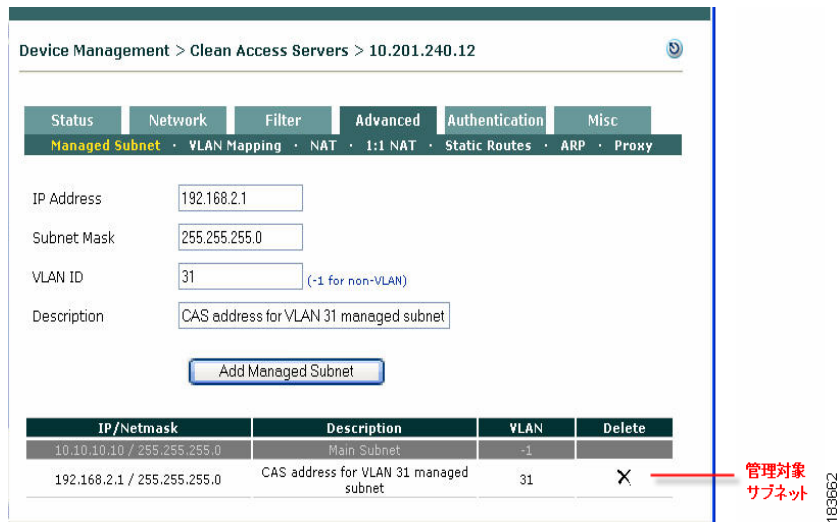 Device Management > Clean Access Servers > 10.201.240.12
Status Network Filter Advanced Authentication Misc
Managed Subnet · VLAN Mapping · NAT · 1:1 NAT · Static Routes · ARP · Proxy
IP Address 192.168.2.1
Subnet Mask 255.255.255.0
VLAN ID 31 (-1 for non-VLAN)
Description CAS address for VLAN 31 managed subnet
Add Managed Subnet
IP/Netmask Description VLAN Delete
10.10.10.10 / 255.255.255.0 Main Subnet -1
192.168.2.1 / 255.255.255.0 CAS address for VLAN 31 managed 31 X
subnet
管理対象
サブネット
183662